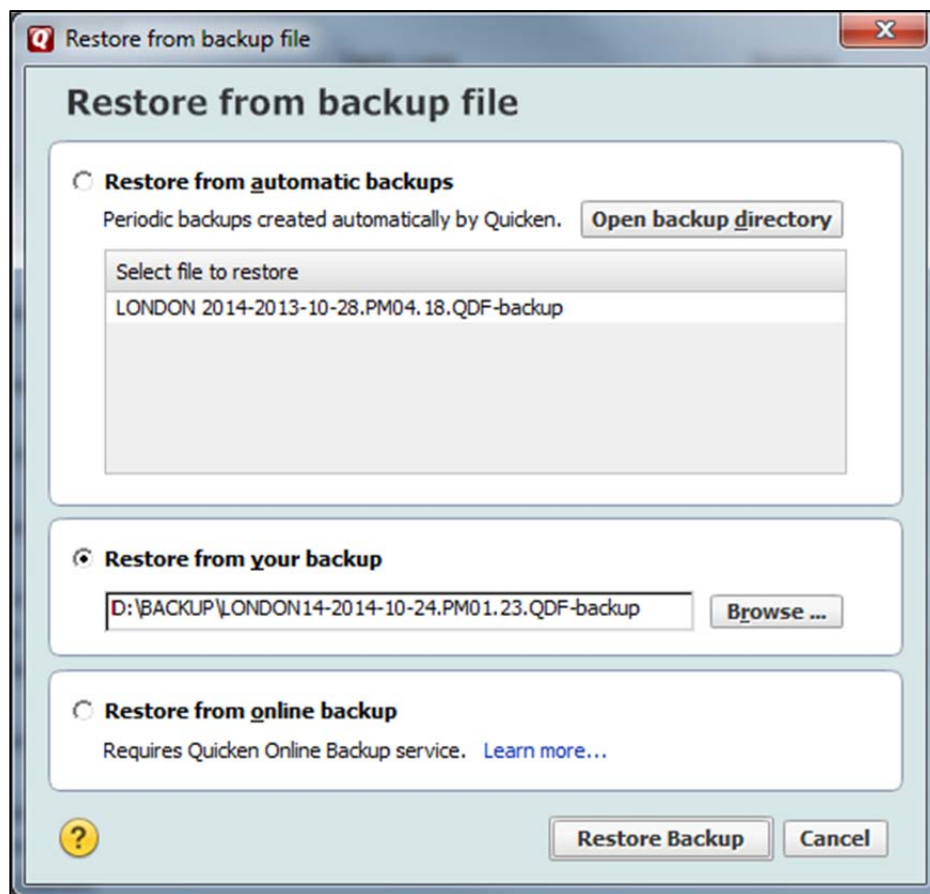 Q Restore from backup file X
Restore from backup file
Restore from automatic backups
Periodic backups created automatically by Quicken. Open backup directory
Select file to restore
LONDON 2014-2013-10-28.PM04.18.QDF-backup
Restore from your backup
D:\BACKUP\LONDON14-2014-10-24.PM01.23.QDF-backup Browse ...
Restore from online backup
Requires Quicken Online Backup service. Learn more...
? Restore Backup Cancel